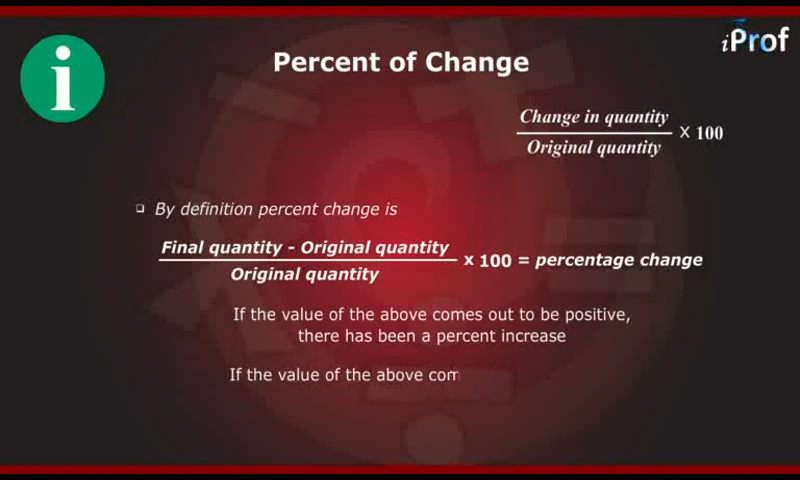 iProf
Percent of Change
Change in quantity
Original quantity
x 100
By definition percent change is
Final quantity - Original quantity
Original quantity
x 100 = percentage change
If the value of the above comes out to be positive,
there has been a percent increase
If the value of the above com